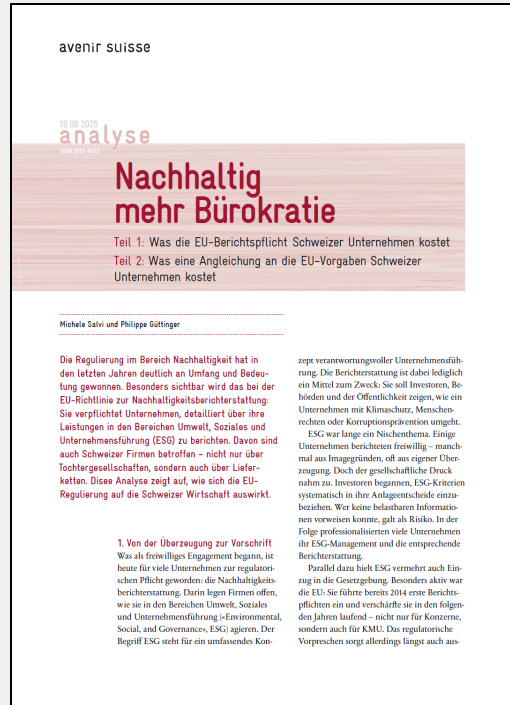 avenir suisse
18.08.2025
analyse
Nachhaltig
mehr Bürokratie
Teil 1: Was die EU-Berichtspflicht Schweizer Unternehmen kostet
Teil 2: Was eine Angleichung an die EU-Vorgaben Schweizer
Unternehmen kostet
Michele Salvi und Philippe Güttinger
Die Regulierung im Bereich Nachhaltigkeit hat in
den letzten Jahren deutlich an Umfang und Bedeu-
tung gewonnen. Besonders sichtbar wird das bei der
EU-Richtlinie zur Nachhaltigkeitsberichterstattung:
Sie verpflichtet Unternehmen, detailliert über ihre
Leistungen in den Bereichen Umwelt, Soziales und
Unternehmensführung (ESG) zu berichten. Davon sind
auch Schweizer Firmen betroffen – nicht nur über
Tochtergesellschaften, sondern auch über Liefer-
ketten. Disee Analyse zeigt auf, wie sich die EU-
Regulierung auf die Schweizer Wirtschaft auswirkt.
1. Von der Überzeugung zur Vorschrift
Was als freiwilliges Engagement begann, ist
heute für viele Unternehmen zur regulatori-
schen Pflicht geworden: die Nachhaltigkeits-
berichterstattung. Darin legen Firmen offen,
wie sie in den Bereichen Umwelt, Soziales
und Unternehmensführung («Environmental,
Social, and Governance», ESG) agieren. Der
Begriff ESG steht für ein umfassendes Kon-
zept verantwortungsvoller Unternehmensfüh-
rung. Die Berichterstattung ist dabei lediglich
ein Mittel zum Zweck: Sie soll Investoren, Be-
hörden und der Öffentlichkeit zeigen, wie ein
Unternehmen mit Klimaschutz, Menschen-
rechten oder Korruptionsprävention umgeht.
ESG war lange ein Nischenthema. Einige
Unternehmen berichteten freiwillig – manch-
mal aus Imagegründen, oft aus eigener Über-
zeugung. Doch der gesellschaftliche Druck
nahm zu. Investoren begannen, ESG-Kriterien
systematisch in ihre Anlageentscheide einzu-
beziehen. Wer keine belastbaren Informatio-
nen vorweisen konnte, galt als Risiko. In der
Folge professionalisierten viele Unternehmen
ihr ESG-Management und die entsprechende
Berichterstattung.
Parallel dazu hielt ESG vermehrt auch Ein-
zug in die Gesetzgebung. Besonders aktiv war
die EU: Sie führte bereits 2014 erste Berichts-
pflichten ein und verschärfte sie in den folgen-
den Jahren laufend – nicht nur für Konzerne,
sondern auch für KMU. Das regulatorische
Vorpreschen sorgt allerdings längst auch aus-